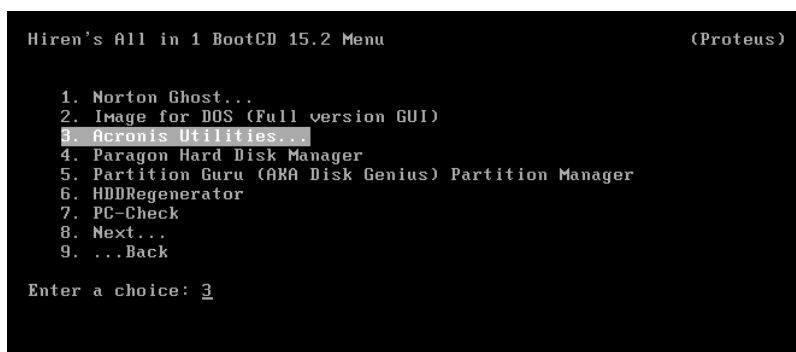 Hiren's All in 1 BootCD 15.2 Menu (Proteus)
1. Norton Ghost...
2. Image for DOS (Full version GUI)
3. Acronis Utilities...
4. Paragon Hard Disk Manager
5. Partition Guru (AKA Disk Genius) Partition Manager
6. HDDRegenerator
7. PC-Check
8. Next...
9. ...Back
Enter a choice: 3